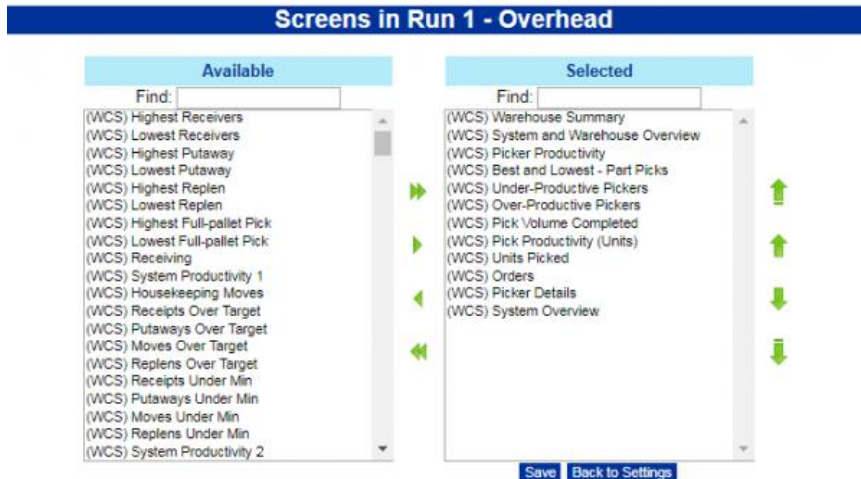 Screens in Run 1 - Overhead
Available
Find:
(WCS) Highest Receivers
(WCS) Lowest Receivers
(WCS) Highest Putaway
(WCS) Lowest Putaway
(WCS) Highest Replen
(WCS) Lowest Replen
(WCS) Highest Full-pallet Pick
(WCS) Lowest Full-pallet Pick
(WCS) Receiving
(WCS) System Productivity 1
(WCS) Housekeeping Moves
(WCS) Receipts Over Target
(WCS) Putaways Over Target
(WCS) Moves Over Target
(WCS) Replens Over Target
(WCS) Receipts Under Min
(WCS) Putaways Under Min
(WCS) Moves Under Min
(WCS) Replens Under Min
(WCS) System Productivity 2
Selected
Find:
(WCS) Warehouse Summary
(WCS) System and Warehouse Overview
(WCS) Picker Productivity
(WCS) Best and Lowest - Part Picks
(WCS) Under-Productive Pickers
(WCS) Over-Productive Pickers
(WCS) Pick Volume Completed
(WCS) Pick Productivity (Units)
(WCS) Units Picked
(WCS) Orders
(WCS) Picker Details
(WCS) System Overview
Save Back to Settings